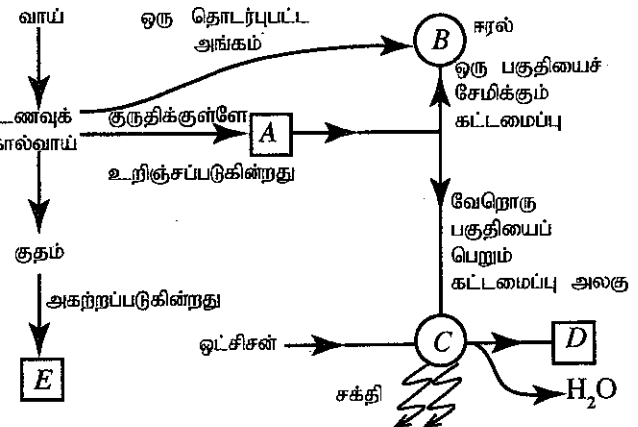 வாய்
ஒரு தொடர்புபட்ட
அங்கம்
B
ஈரல்
ஒரு பகுதியைச்
சேமிக்கும்
கட்டமைப்பு
ணவுக்
கால்வாய்
குருதிக்குள்ளே
A
உறிஞ்சப்படுகின்றது
வேறொரு
பகுதியைப்
பெறும்
கட்டமைப்பு அலகு
குதம்
அகற்றப்படுகின்றது
E
ஒட்சிசன்
C
D
சக்தி
H₂O